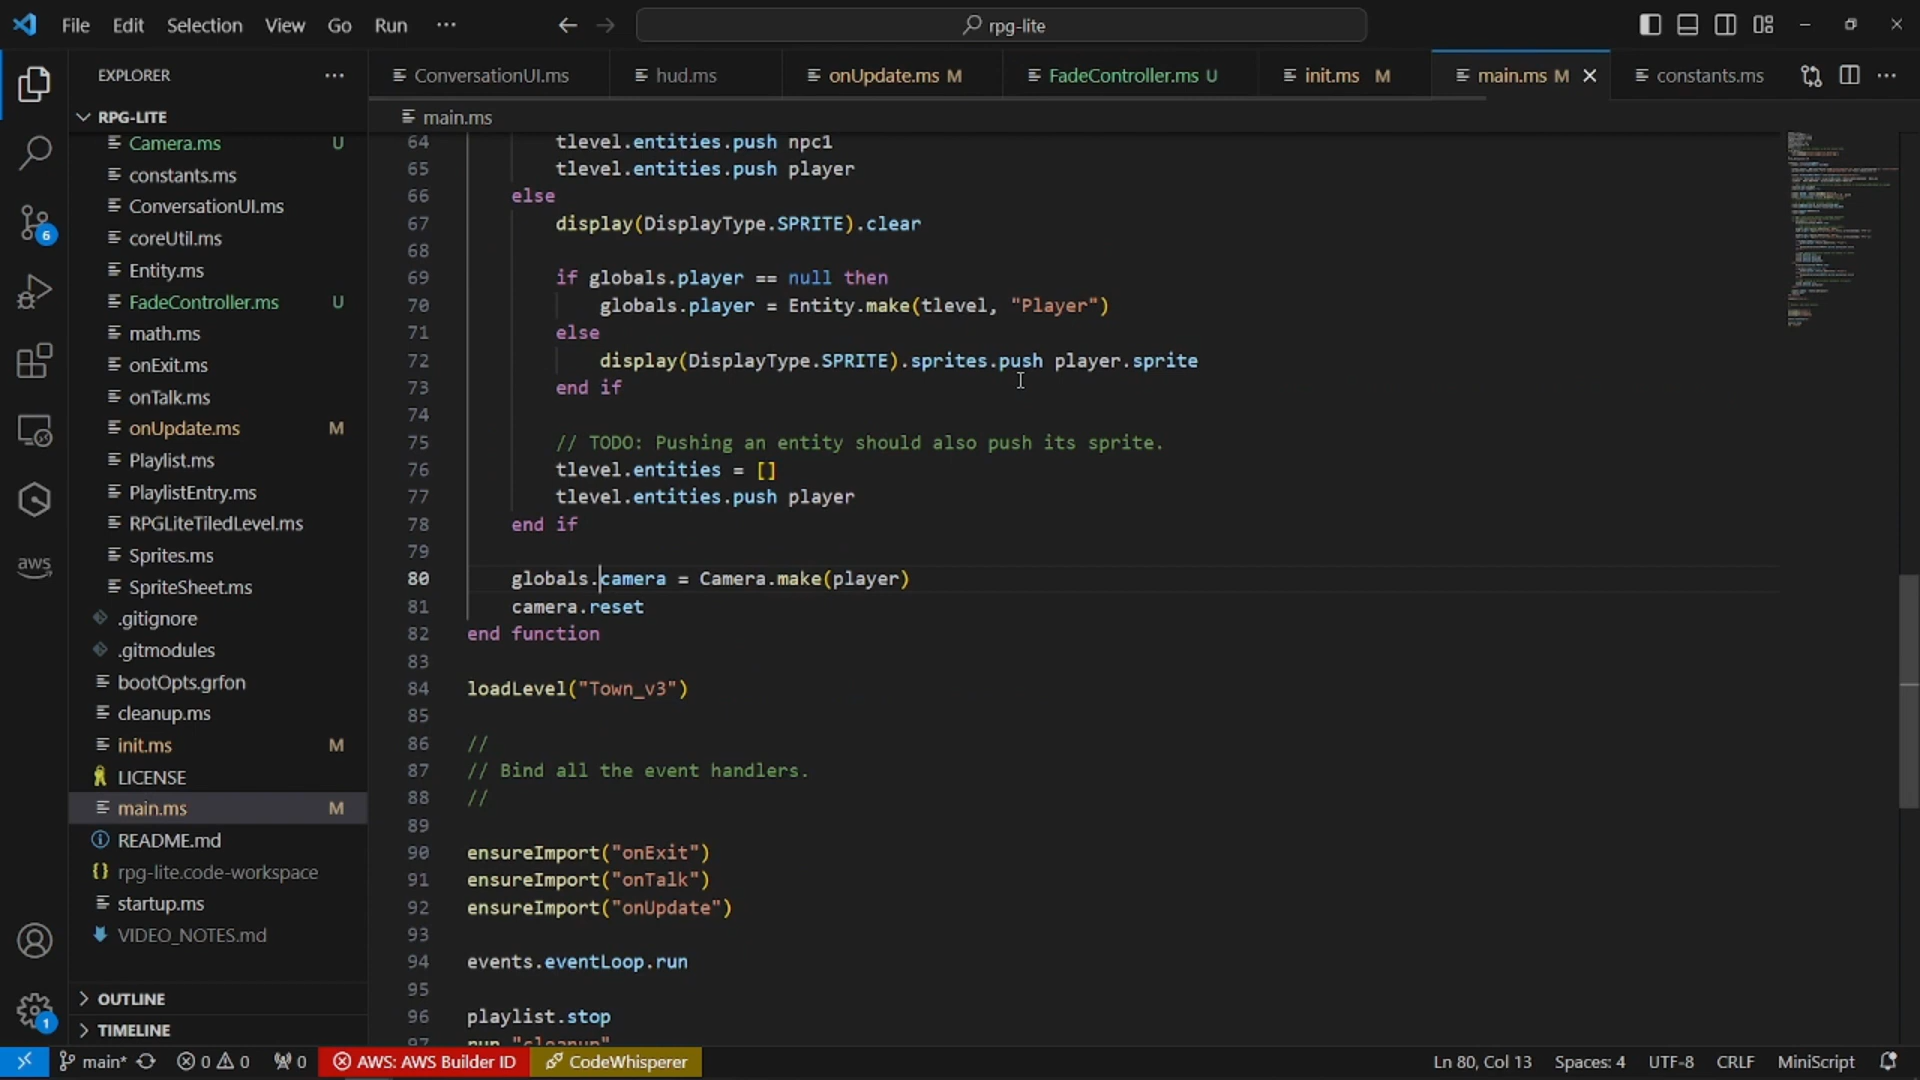 File Edit Selection View Go Run ···
rpg-lite
EXPLORER
ConversationUI.ms
hud.ms
onUpdate.ms M
FadeController.ms U
init.ms M
main.ms M
constants.ms
RPG-LITE
main.ms
Camera.ms U
constants.ms
ConversationUI.ms
coreUtil.ms
Entity.ms
FadeController.ms U
math.ms
onExit.ms
onTalk.ms
onUpdate.ms M
Playlist.ms
PlaylistEntry.ms
RPGLiteTiledLevel.ms
Sprites.ms
SpriteSheet.ms
.gitignore
.gitmodules
bootOpts.grfon
cleanup.ms
init.ms M
LICENSE
main.ms M
README.md
rpg-lite.code-workspace
startup.ms
VIDEO_NOTES.md
OUTLINE
TIMELINE
6
aws
1
64 tlevel.entities.push npc1
65 tlevel.entities.push player
66 else
67 display(DisplayType.SPRITE).clear
68
69 if globals.player == null then
70 globals.player = Entity.make(tlevel, "Player")
71 else
72 display(DisplayType.SPRITE).sprites.push player.sprite
73 end if
74
75 // TODO: Pushing an entity should also push its sprite.
76 tlevel.entities = []
77 tlevel.entities.push player
78 end if
79
80 globals.camera = Camera.make(player)
81 camera.reset
82 end function
83
84 loadLevel("Town_v3")
85
86 //
87 // Bind all the event handlers.
88 //
89
90 ensureImport("onExit")
91 ensureImport("onTalk")
92 ensureImport("onUpdate")
93
94 events.eventLoop.run
95
96 playlist.stop
97 run "cleanup"
main* 0 0 0 AWS: AWS Builder ID CodeWhisperer Ln 80, Col 13 Spaces: 4 UTF-8 CRLF MiniScript